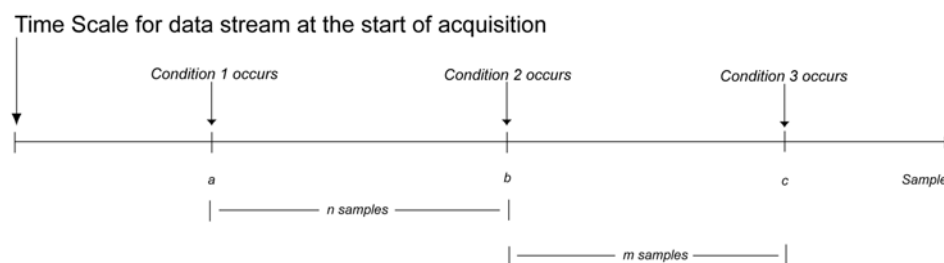 Time Scale for data stream at the start of acquisition
Condition 1 occurs
Condition 2 occurs
Condition 3 occurs
a
b
c
Sample
n samples
m samples